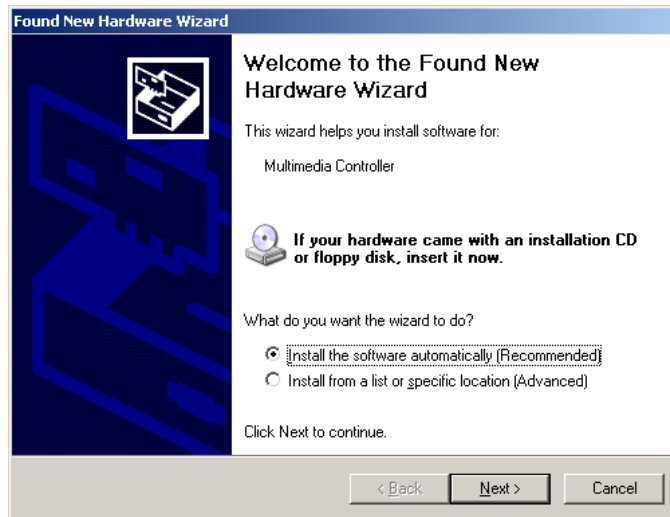 Found New Hardware Wizard
Welcome to the Found New
Hardware Wizard
This wizard helps you install software for:
Multimedia Controller
If your hardware came with an installation CD
or floppy disk, insert it now.
What do you want the wizard to do?
Install the software automatically (Recommended)
Install from a list or specific location (Advanced)
Click Next to continue.
< Back
Next >
Cancel